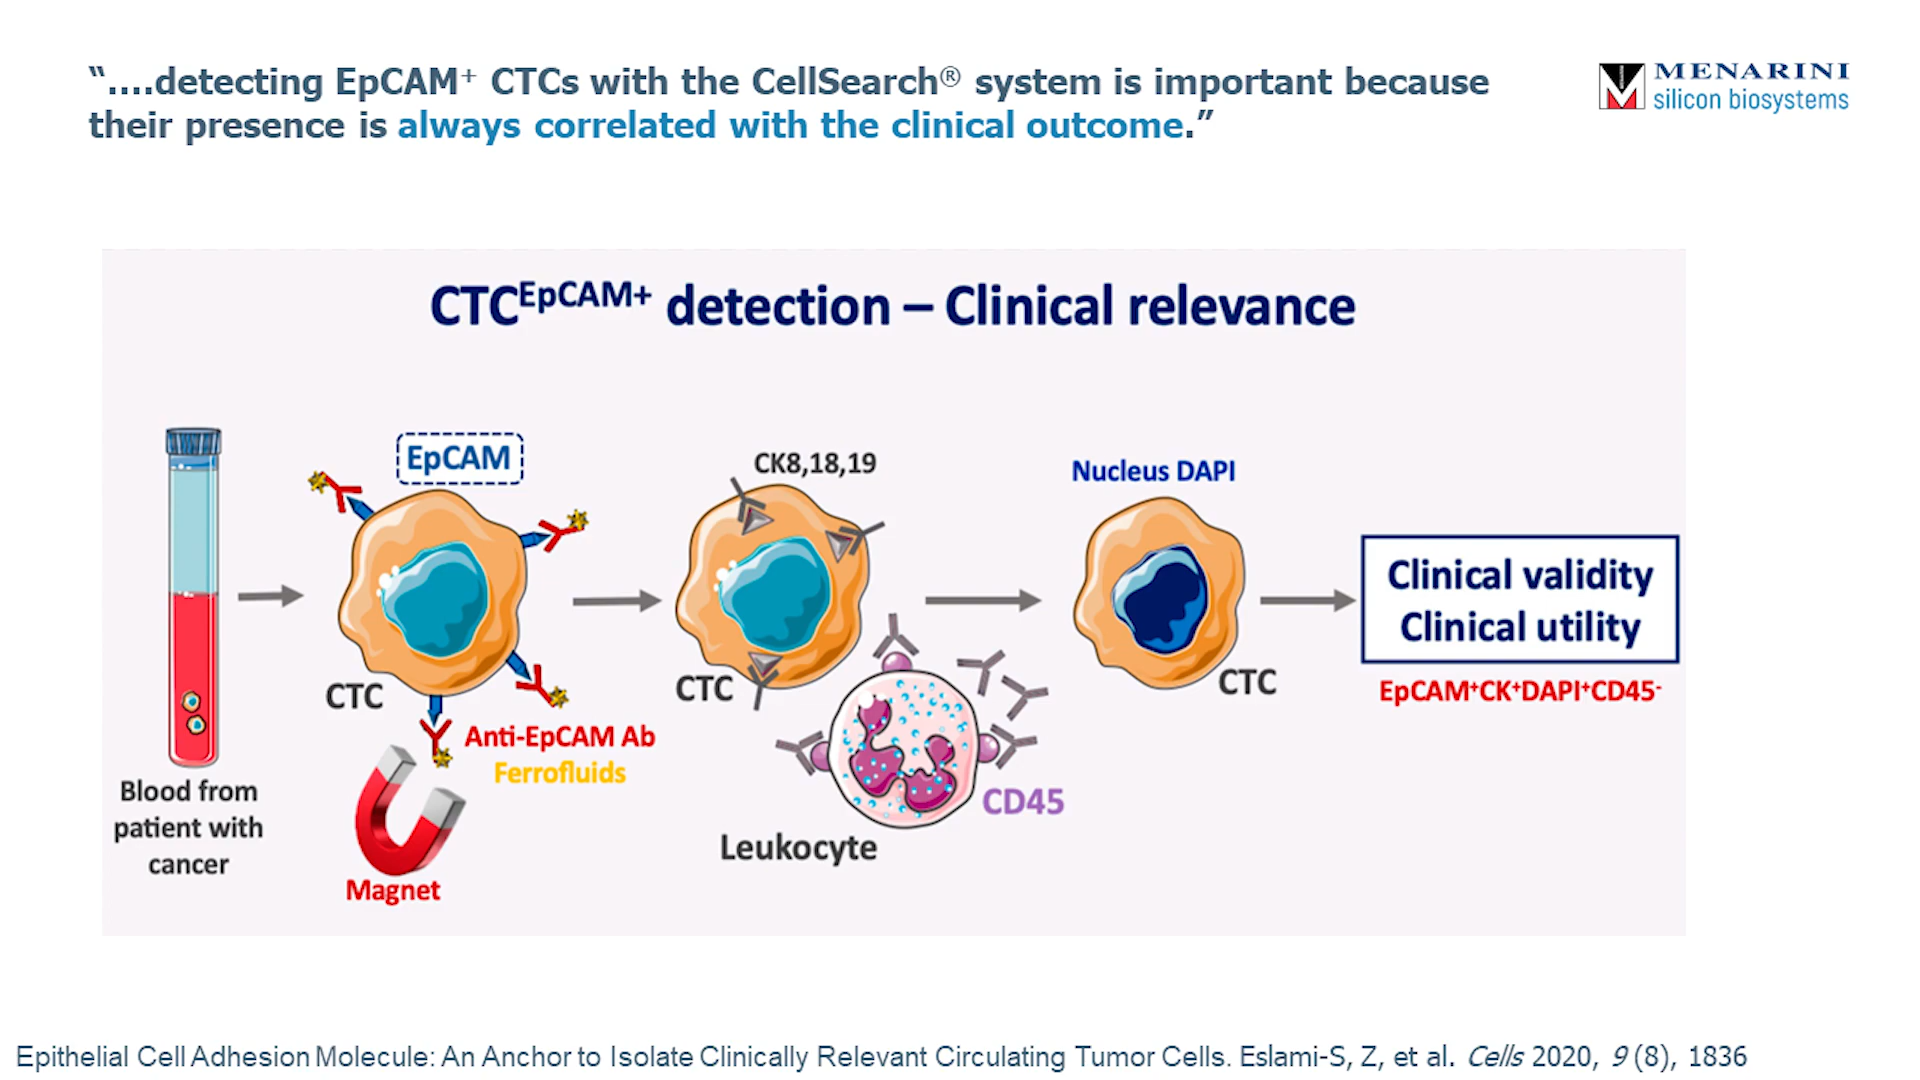 “....detecting EpCAM⁺ CTCs with the CellSearch® system is important because
their presence is always correlated with the clinical outcome.”
MENARINI
silicon biosystems
CTCᴱᵖCAM+ detection – Clinical relevance
EpCAM
CK8,18,19
Nucleus DAPI
CTC
CTC
CTC
Clinical validity
Clinical utility
EpCAM⁺CK⁺DAPI⁺CD45⁻
Anti-EpCAM Ab
Ferrofluids
CD45
Leukocyte
Blood from
patient with
cancer
Magnet
Epithelial Cell Adhesion Molecule: An Anchor to Isolate Clinically Relevant Circulating Tumor Cells. Eslami-S, Z, et al. Cells 2020, 9 (8), 1836